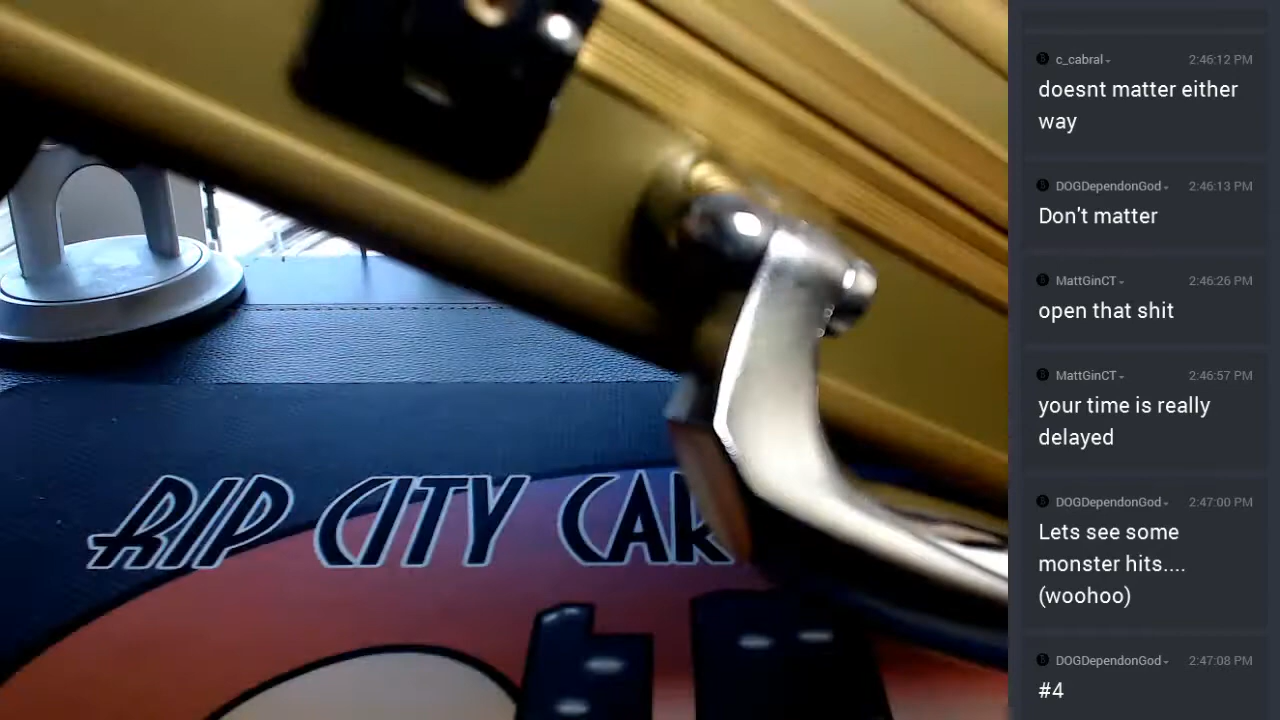 RIP CITY CAR
c_cabral
2:46:12 PM
doesnt matter either
way
DOGDependonGod
2:46:13 PM
Don't matter
MattGinCT
2:46:26 PM
open that shit
MattGinCT
2:46:57 PM
your time is really
delayed
DOGDependonGod
2:47:00 PM
Lets see some
monster hits....
(woohoo)
DOGDependonGod
2:47:08 PM
#4